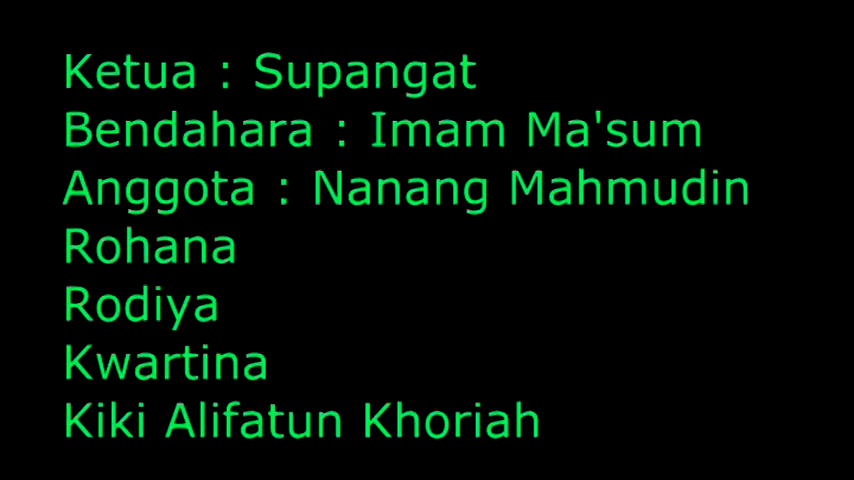 Ketua : Supangat
Bendahara : Imam Ma'sum
Anggota : Nanang Mahmudin
Rohana
Rodiya
Kwartina
Kiki Alifatun Khoriah